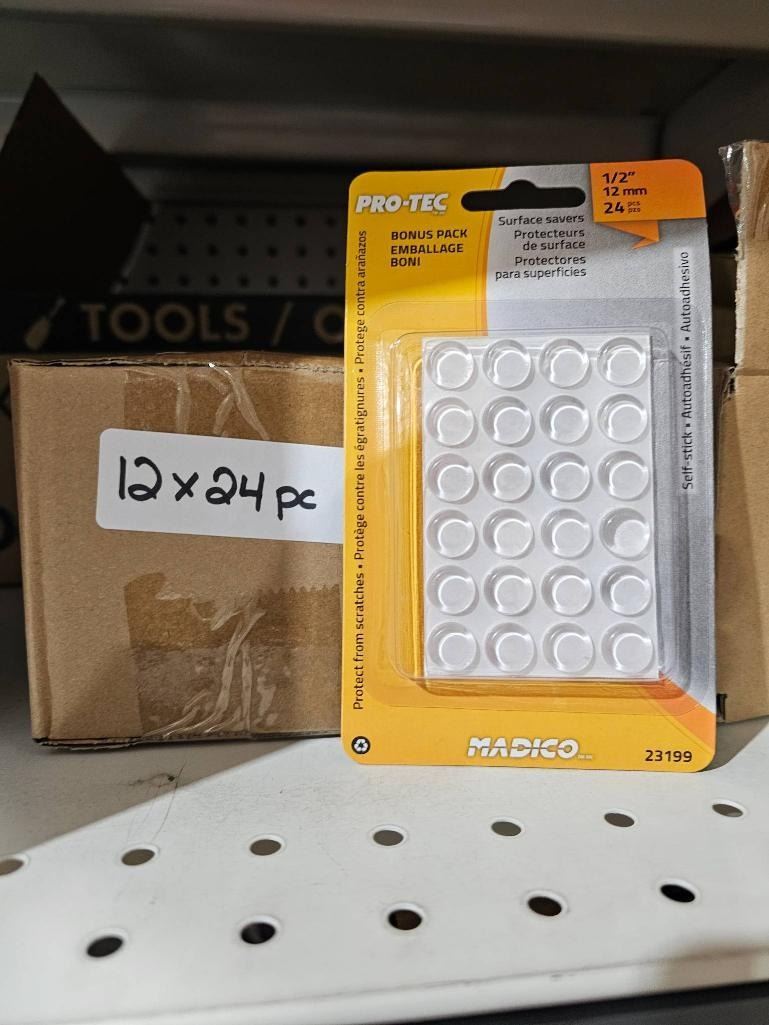 PRO-TEC
BONUS PACK
EMBALLAGE
BONI
Surface savers
Protecteurs
de surface
Protectores
para superficies
1/2"
12 mm
24 pcs
pzs
Protect from scratches • Protège contre les égratignures • Protege contra arañazos
Self-stick • Autoadhésif • Autoadhesivo
TOOLS /
12 x 24 pc
MADICO
23199